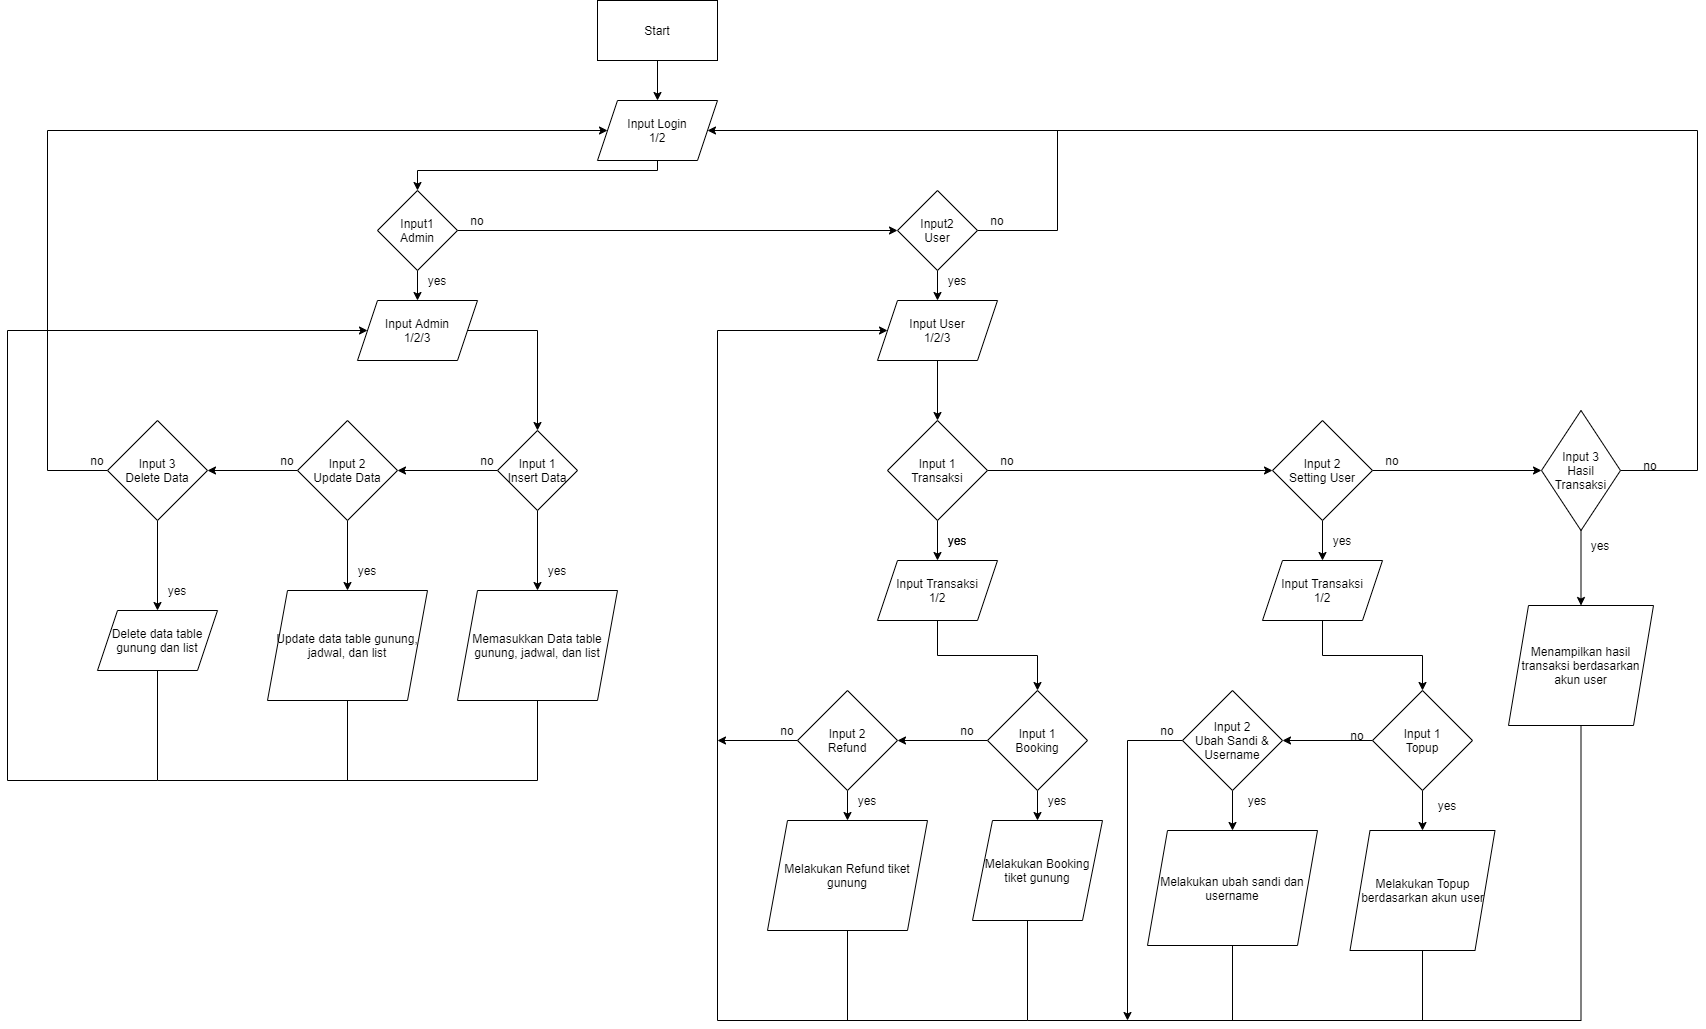 Start
Input Login
1/2
Input1
Admin
no
Input2
User
no
yes
yes
Input Admin
1/2/3
Input User
1/2/3
Input 3
Delete Data
no
Input 2
Update Data
no
Input 1
Insert Data
no
Input 1
Transaksi
no
Input 2
Setting User
no
Input 3
Hasil
Transaksi
no
yes
yes
yes
yes
yes
yes
Delete data table
gunung dan list
Update data table gunung,
jadwal, dan list
Memasukkan Data table
gunung, jadwal, dan list
Input Transaksi
1/2
Input Transaksi
1/2
Menampilkan hasil
transaksi berdasarkan
akun user
no
Input 2
Refund
no
Input 1
Booking
no
Input 2
Ubah Sandi &
Username
no
Input 1
Topup
yes
yes
yes
yes
Melakukan Refund tiket
gunung
Melakukan Booking
tiket gunung
Melakukan ubah sandi dan
username
Melakukan Topup
berdasarkan akun user